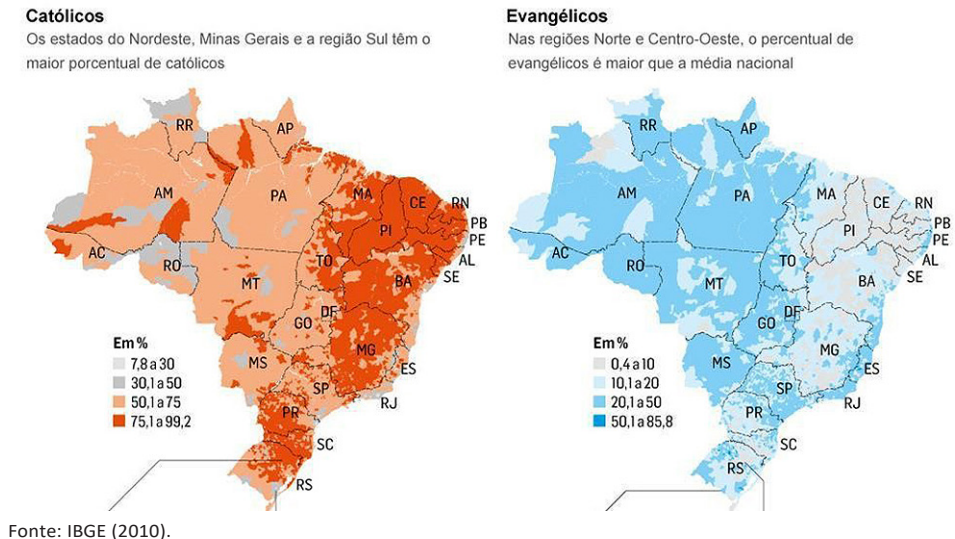 Católicos
Os estados do Nordeste, Minas Gerais e a região Sul têm o
maior porcentual de católicos
RR
AP
AM
PA
MA
CE
RN
PB
PE
AL
SE
PI
AC
RO
TO
BA
MT
GO
DF
MG
ES
MS
SP
RJ
PR
SC
RS
Em %
7,8 a 30
30,1 a 50
50,1 a 75
75,1 a 99,2
Evangélicos
Nas regiões Norte e Centro-Oeste, o percentual de
evangélicos é maior que a média nacional
RR
AP
AM
PA
MA
CE
RN
PB
PE
AL
SE
PI
AC
RO
TO
BA
MT
GO
DF
MG
ES
MS
SP
RJ
PR
SC
RS
Em %
0,4 a 10
10,1 a 20
20,1 a 50
50,1 a 85,8
Fonte: IBGE (2010).